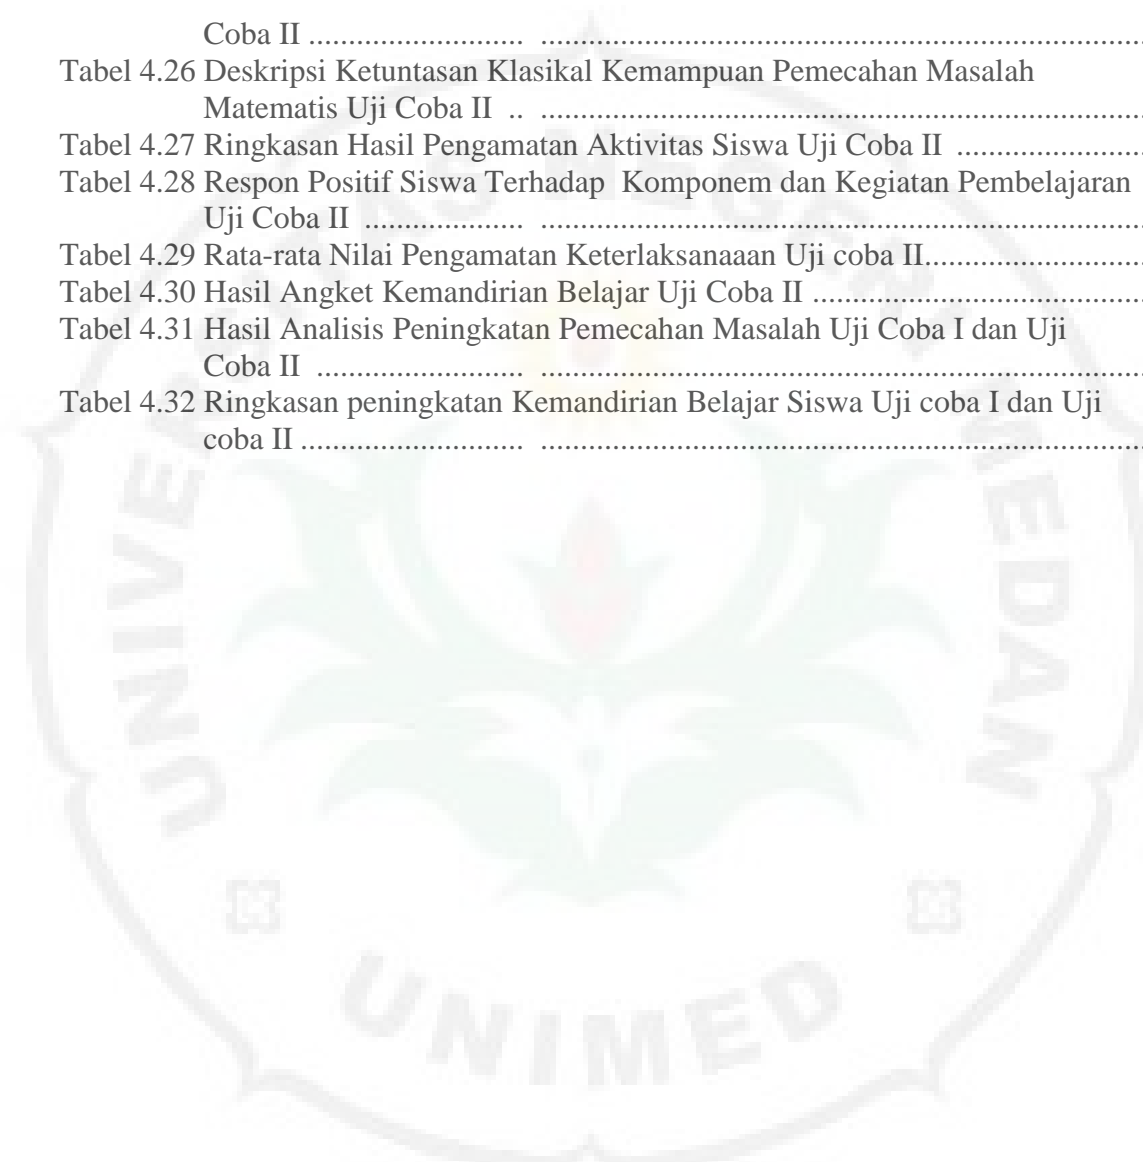 Coba II .......................... ........................................................................
Tabel 4.26 Deskripsi Ketuntasan Klasikal Kemampuan Pemecahan Masalah
Matematis Uji Coba II .. ........................................................................
Tabel 4.27 Ringkasan Hasil Pengamatan Aktivitas Siswa Uji Coba II .......................
Tabel 4.28 Respon Positif Siswa Terhadap Komponem dan Kegiatan Pembelajaran
Uji Coba II ................... ........................................................................
Tabel 4.29 Rata-rata Nilai Pengamatan Keterlaksanaaan Uji coba II..........................
Tabel 4.30 Hasil Angket Kemandirian Belajar Uji Coba II ........................................
Tabel 4.31 Hasil Analisis Peningkatan Pemecahan Masalah Uji Coba I dan Uji
Coba II ......................... ........................................................................
Tabel 4.32 Ringkasan peningkatan Kemandirian Belajar Siswa Uji coba I dan Uji
coba II ........................... ........................................................................
UNIVERSITAS NEGERI MEDAN
UNIMED